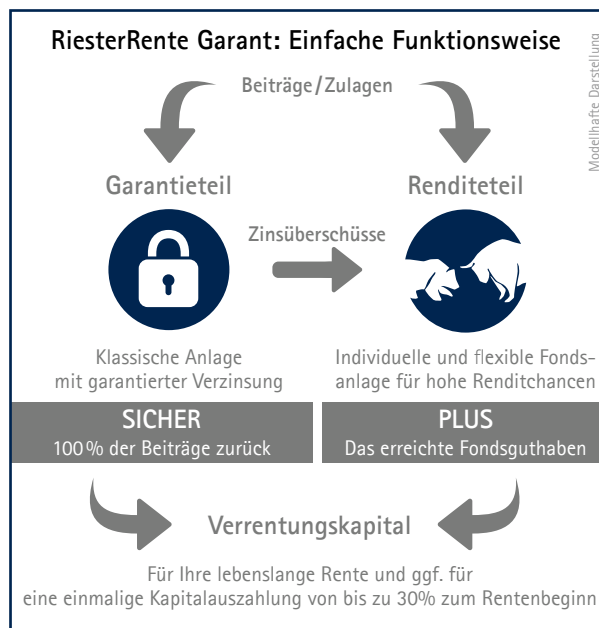 RiesterRente Garant: Einfache Funktionsweise
Modellhafte Darstellung
Beiträge/Zulagen
Garantieteil
Renditeteil
Zinsüberschüsse
Klassische Anlage
mit garantierter Verzinsung
Individuelle und flexible Fonds-
anlage für hohe Renditchancen
SICHER
100% der Beiträge zurück
PLUS
Das erreichte Fondsguthaben
Verrentungskapital
Für Ihre lebenslange Rente und ggf. für
eine einmalige Kapitalauszahlung von bis zu 30% zum Rentenbeginn